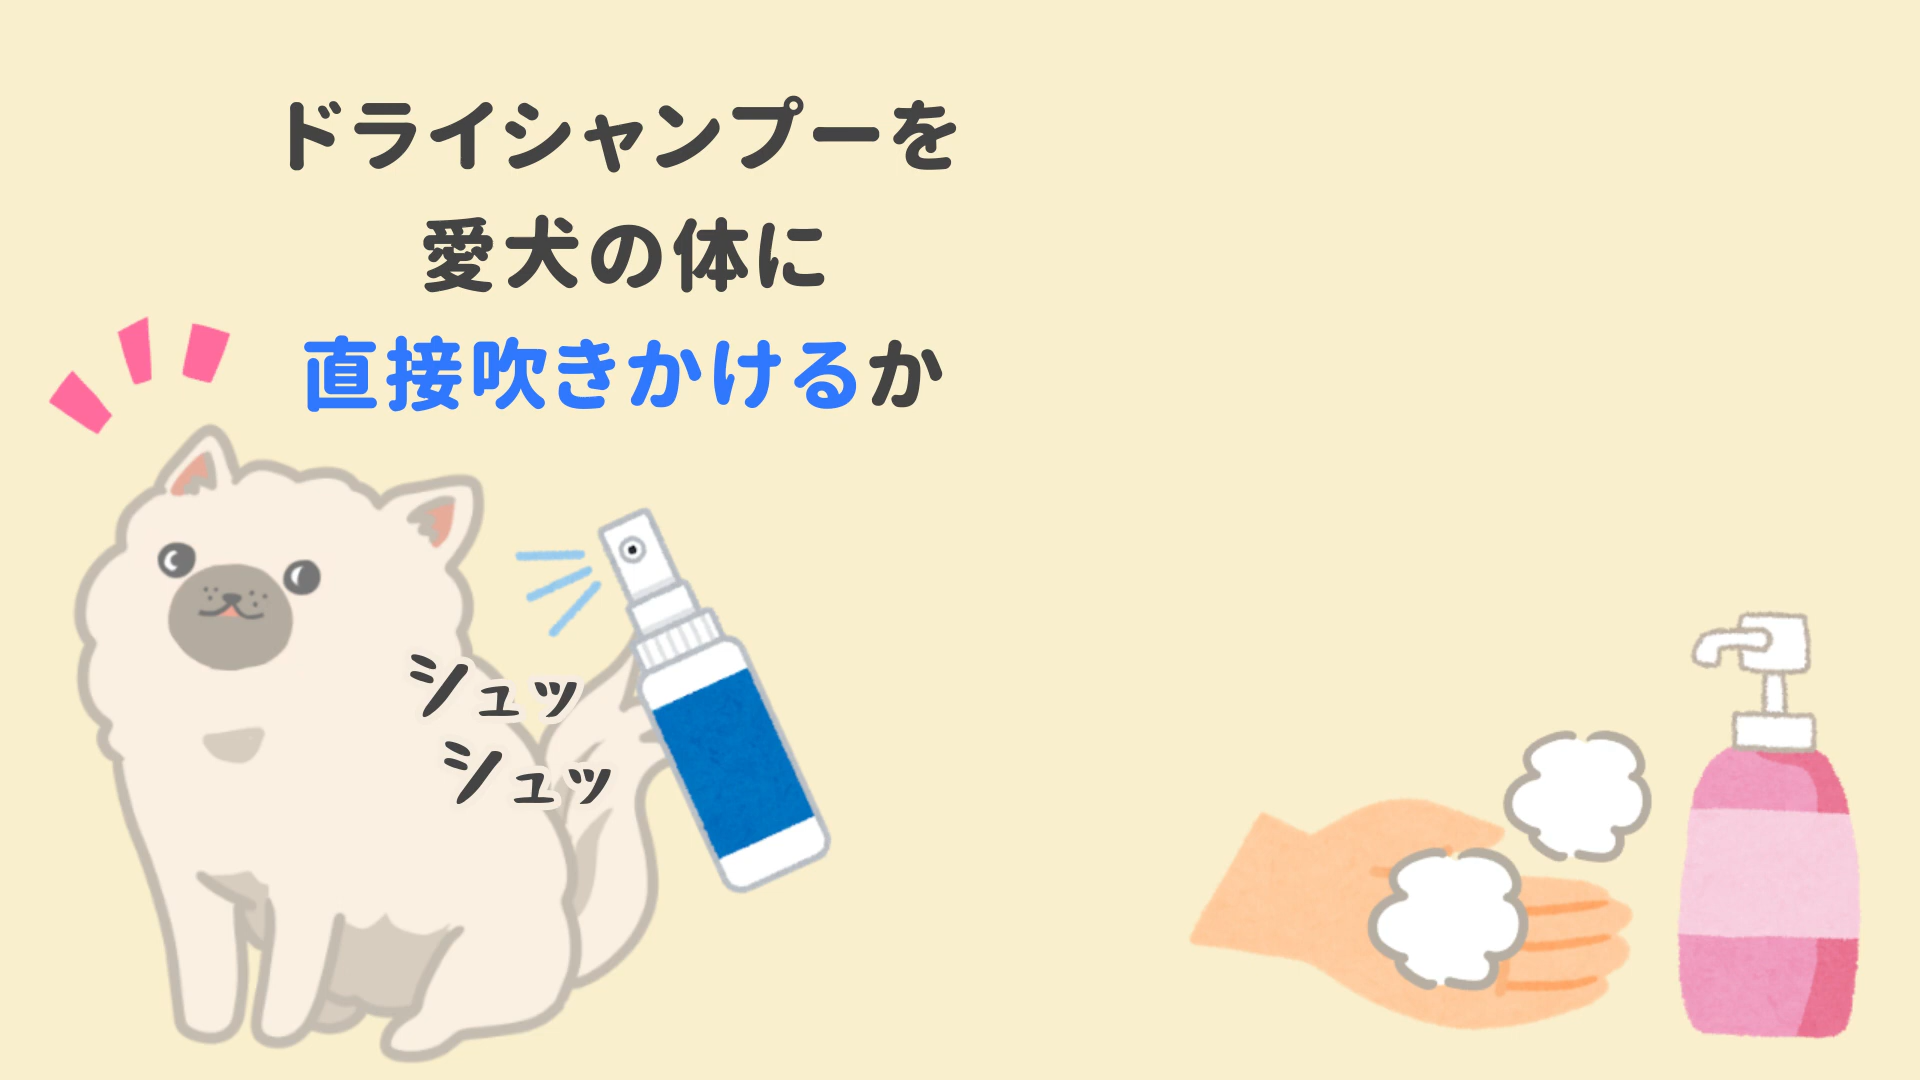 ドライシャンプーを
愛犬の体に
直接吹きかけるか
シュッ
シュッ